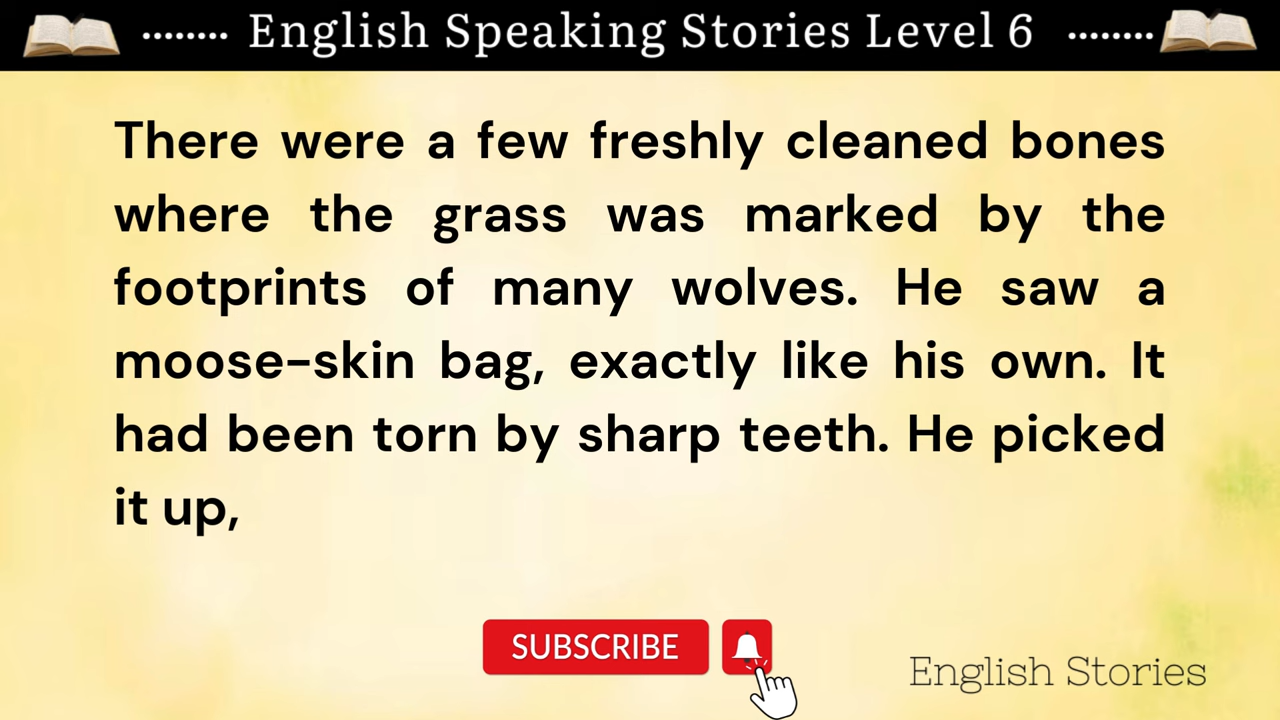 English Speaking Stories Level 6
There were a few freshly cleaned bones
where the grass was marked by the
footprints of many wolves. He saw a
moose-skin bag, exactly like his own. It
had been torn by sharp teeth. He picked
it up,
SUBSCRIBE
English Stories